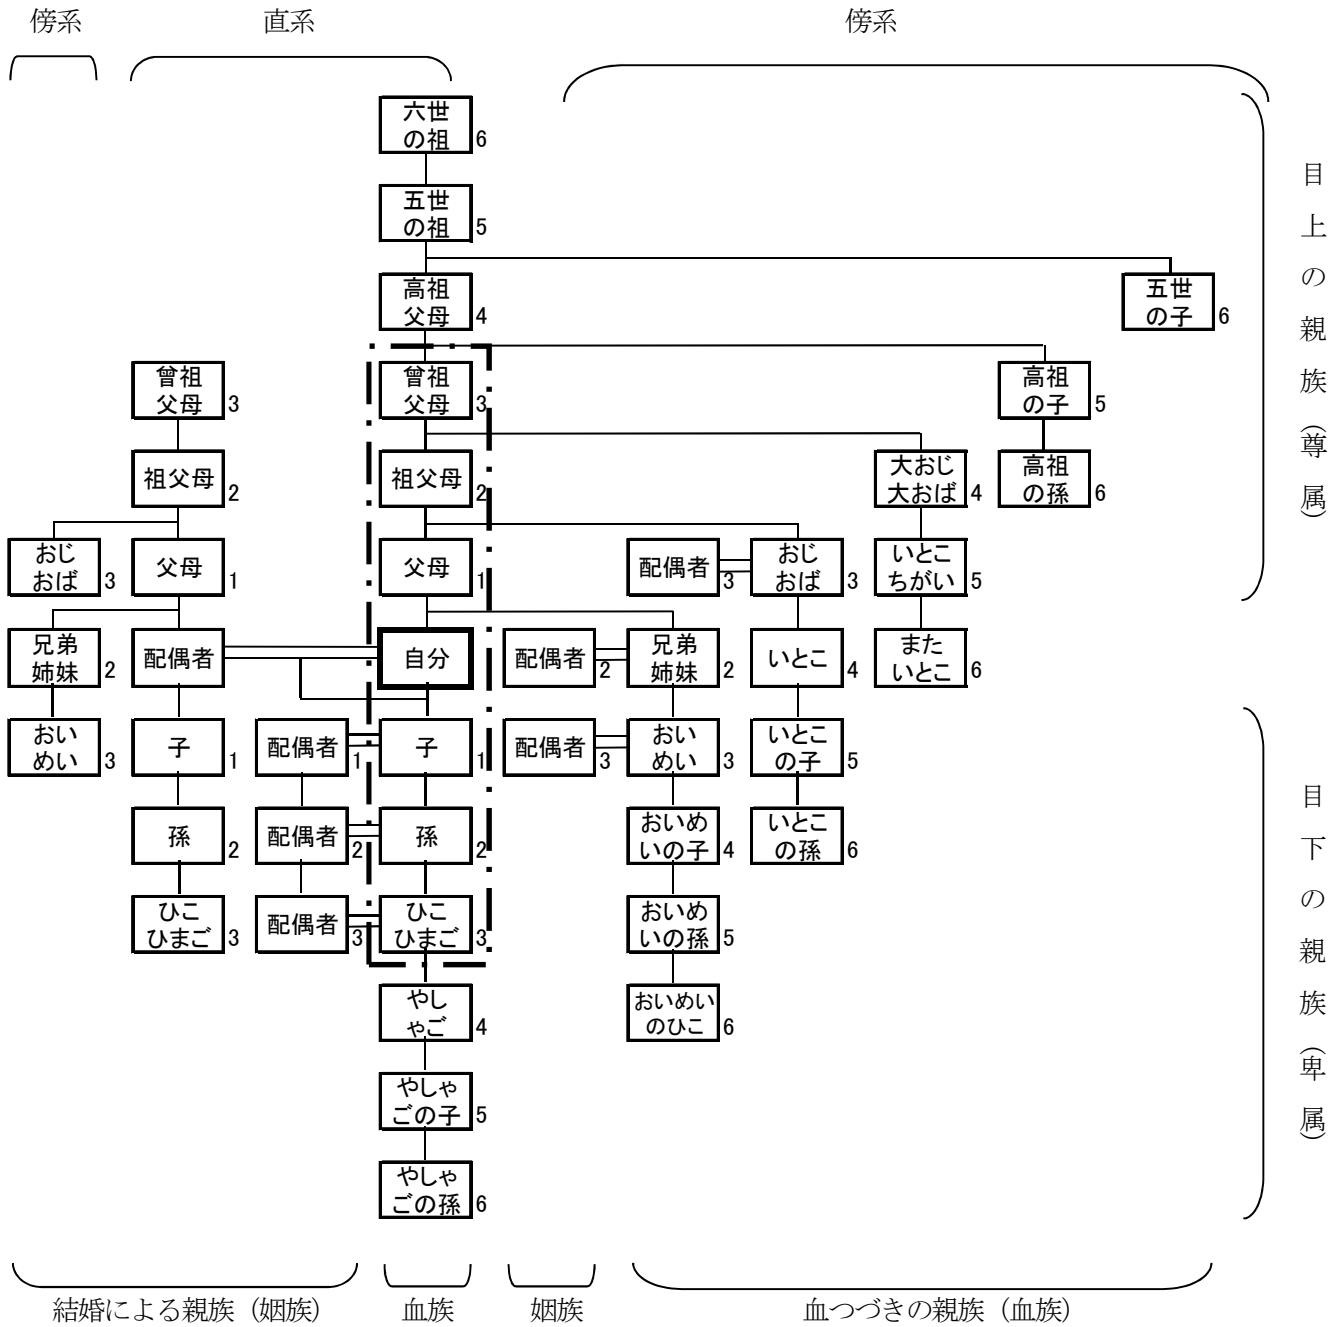 傍系 直系 傍系
六世
の祖 6
五世
の祖 5
高祖
父母 4
五世
の子 6
曾祖
父母 3
曾祖
父母 3
高祖
の子 5
祖父母 2
祖父母 2
大おじ
大おば 4
高祖
の孫 6
おじ
おば 3
父母 1
父母 1
配偶者 3
おじ
おば 3
いとこ
ちがい 5
兄弟
姉妹 2
配偶者
自分
配偶者 2
兄弟
姉妹 2
いとこ 4
また
いとこ 6
おい
めい 3
子 1
配偶者 1
子 1
配偶者 3
おい
めい 3
いとこ
の子 5
孫 2
配偶者 2
孫 2
おいめ
いの子 4
いとこ
の孫 6
ひこ
ひまご 3
配偶者 3
ひこ
ひまご 3
おいめ
いの孫 5
やし
ゃご 4
おいめい
のひこ 6
やしゃ
ごの子 5
やしゃ
ごの孫 6
目上の親族(尊属)
目下の親族(卑属)
結婚による親族（姻族） 血族 姻族 血つづきの親族（血族）